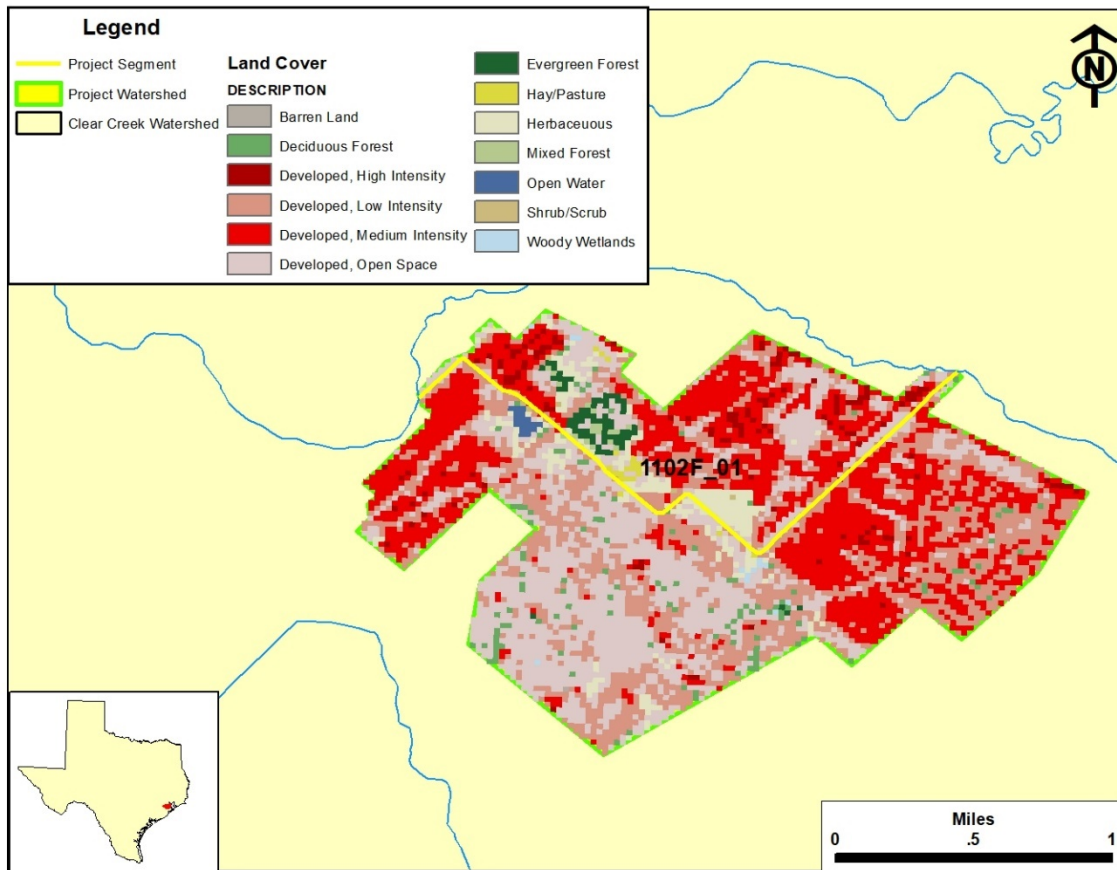 Legend
Project Segment
Project Watershed
Clear Creek Watershed
Land Cover
DESCRIPTION
Barren Land
Deciduous Forest
Developed, High Intensity
Developed, Low Intensity
Developed, Medium Intensity
Developed, Open Space
Evergreen Forest
Hay/Pasture
Herbaceuous
Mixed Forest
Open Water
Shrub/Scrub
Woody Wetlands
N
1102F_01
Miles
0 .5 1